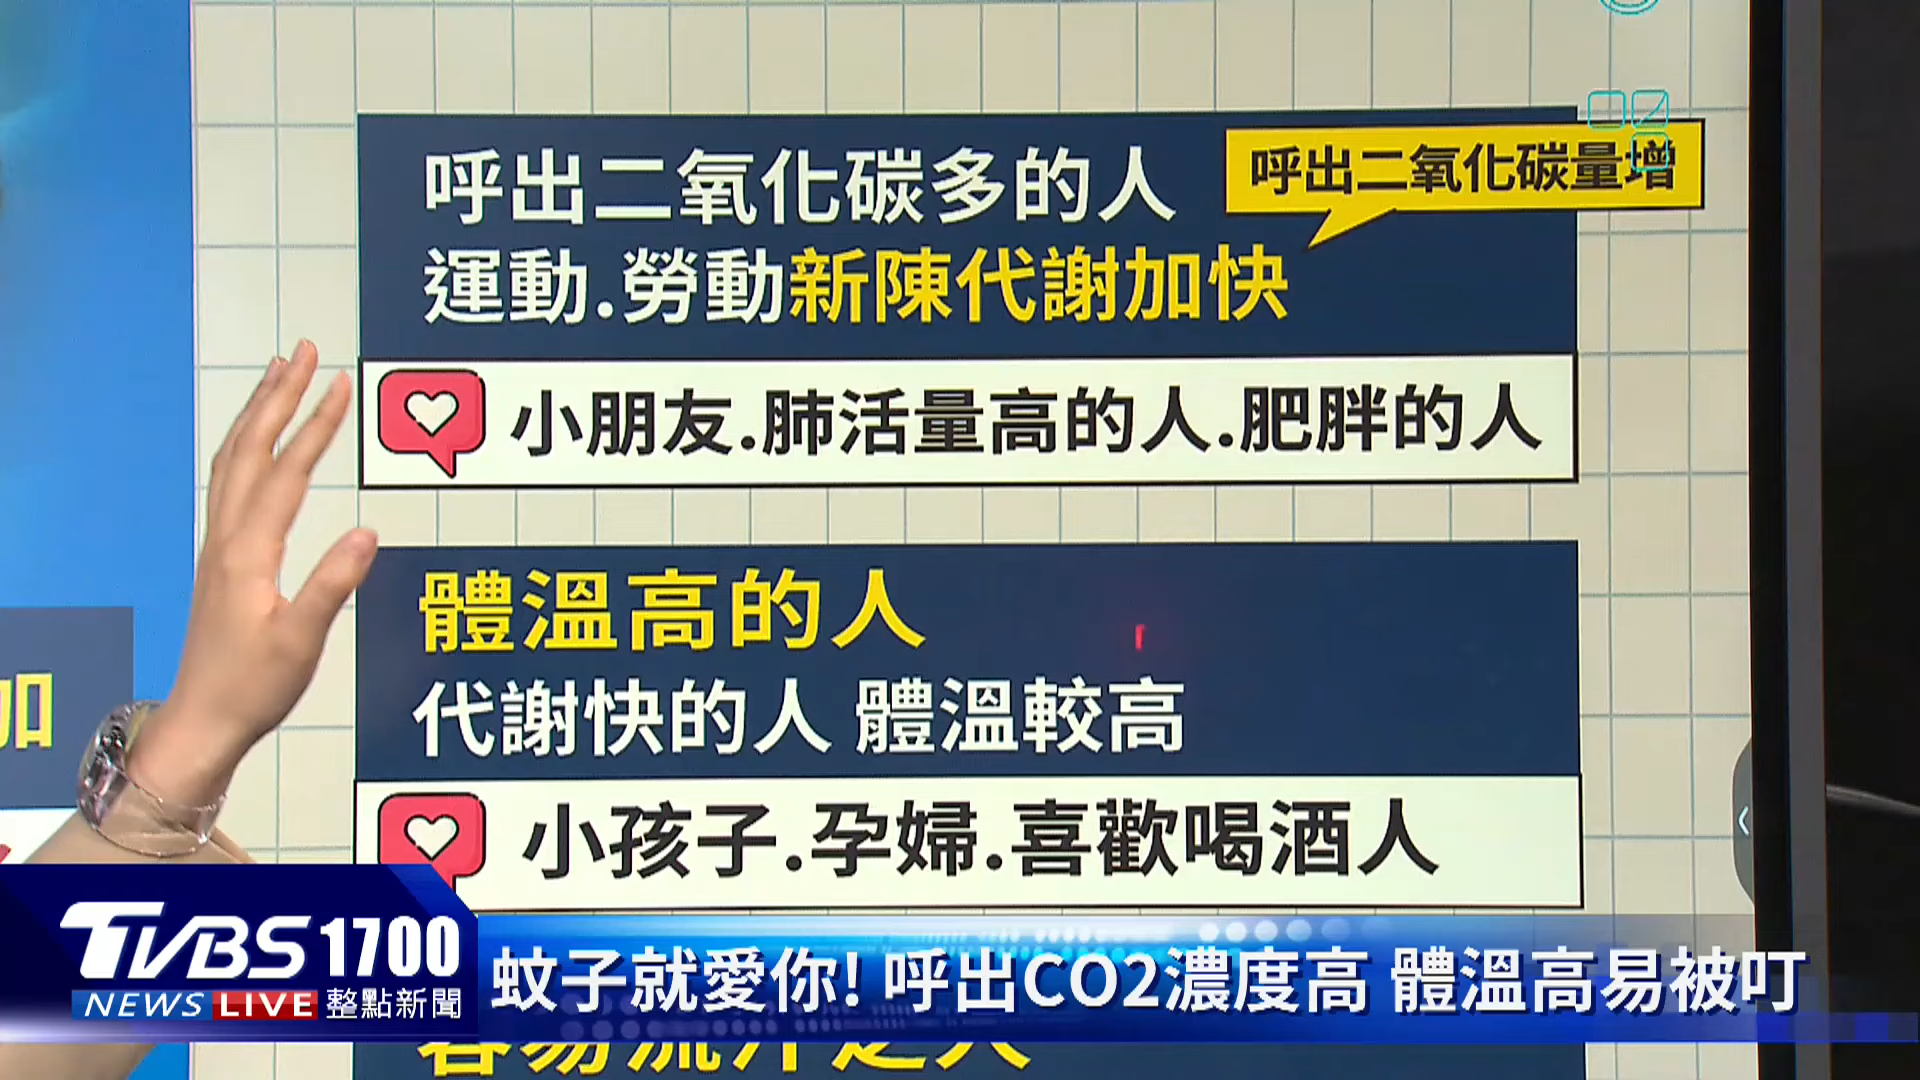 呼出二氧化碳多的人
呼出二氧化碳量增
運動.勞動新陳代謝加快
小朋友.肺活量高的人.肥胖的人
體溫高的人
代謝快的人 體溫較高
加
小孩子.孕婦.喜歡喝酒人
TVBS 1700
NEWS LIVE 整點新聞
蚊子就愛你! 呼出CO2濃度高 體溫高易被叮